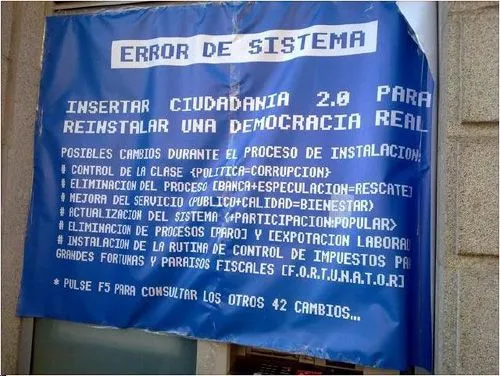 ERROR DE SISTEMA
INSERTAR CIUDADANIA 2.0 PARA
REINSTALAR UNA DEMOCRACIA REAL
POSIBLES CAMBIOS DURANTE EL PROCESO DE INSTALACION:
# CONTROL DE LA CLASE {POLITICA=CORRUPCION}
# ELIMINACION DEL PROCESO [BANCA+ESPECULACION=RESCATE]
# MEJORA DEL SERVICIO (PUBLICO+CALIDAD=BIENESTAR)
# ACTUALIZACION DEL SISTEMA {+PARTICIPACION:POPULAR}
# ELIMINACION DE PROCESOS [PARO] Y [EXPOTACION LABORAL
# INSTALACION DE LA RUTINA DE CONTROL DE IMPUESTOS PA
GRANDES FORTUNAS Y PARAISOS FISCALES [F.O.R.T.U.N.A.T.O.R]
* PULSE F5 PARA CONSULTAR LOS OTROS 42 CAMBIOS...